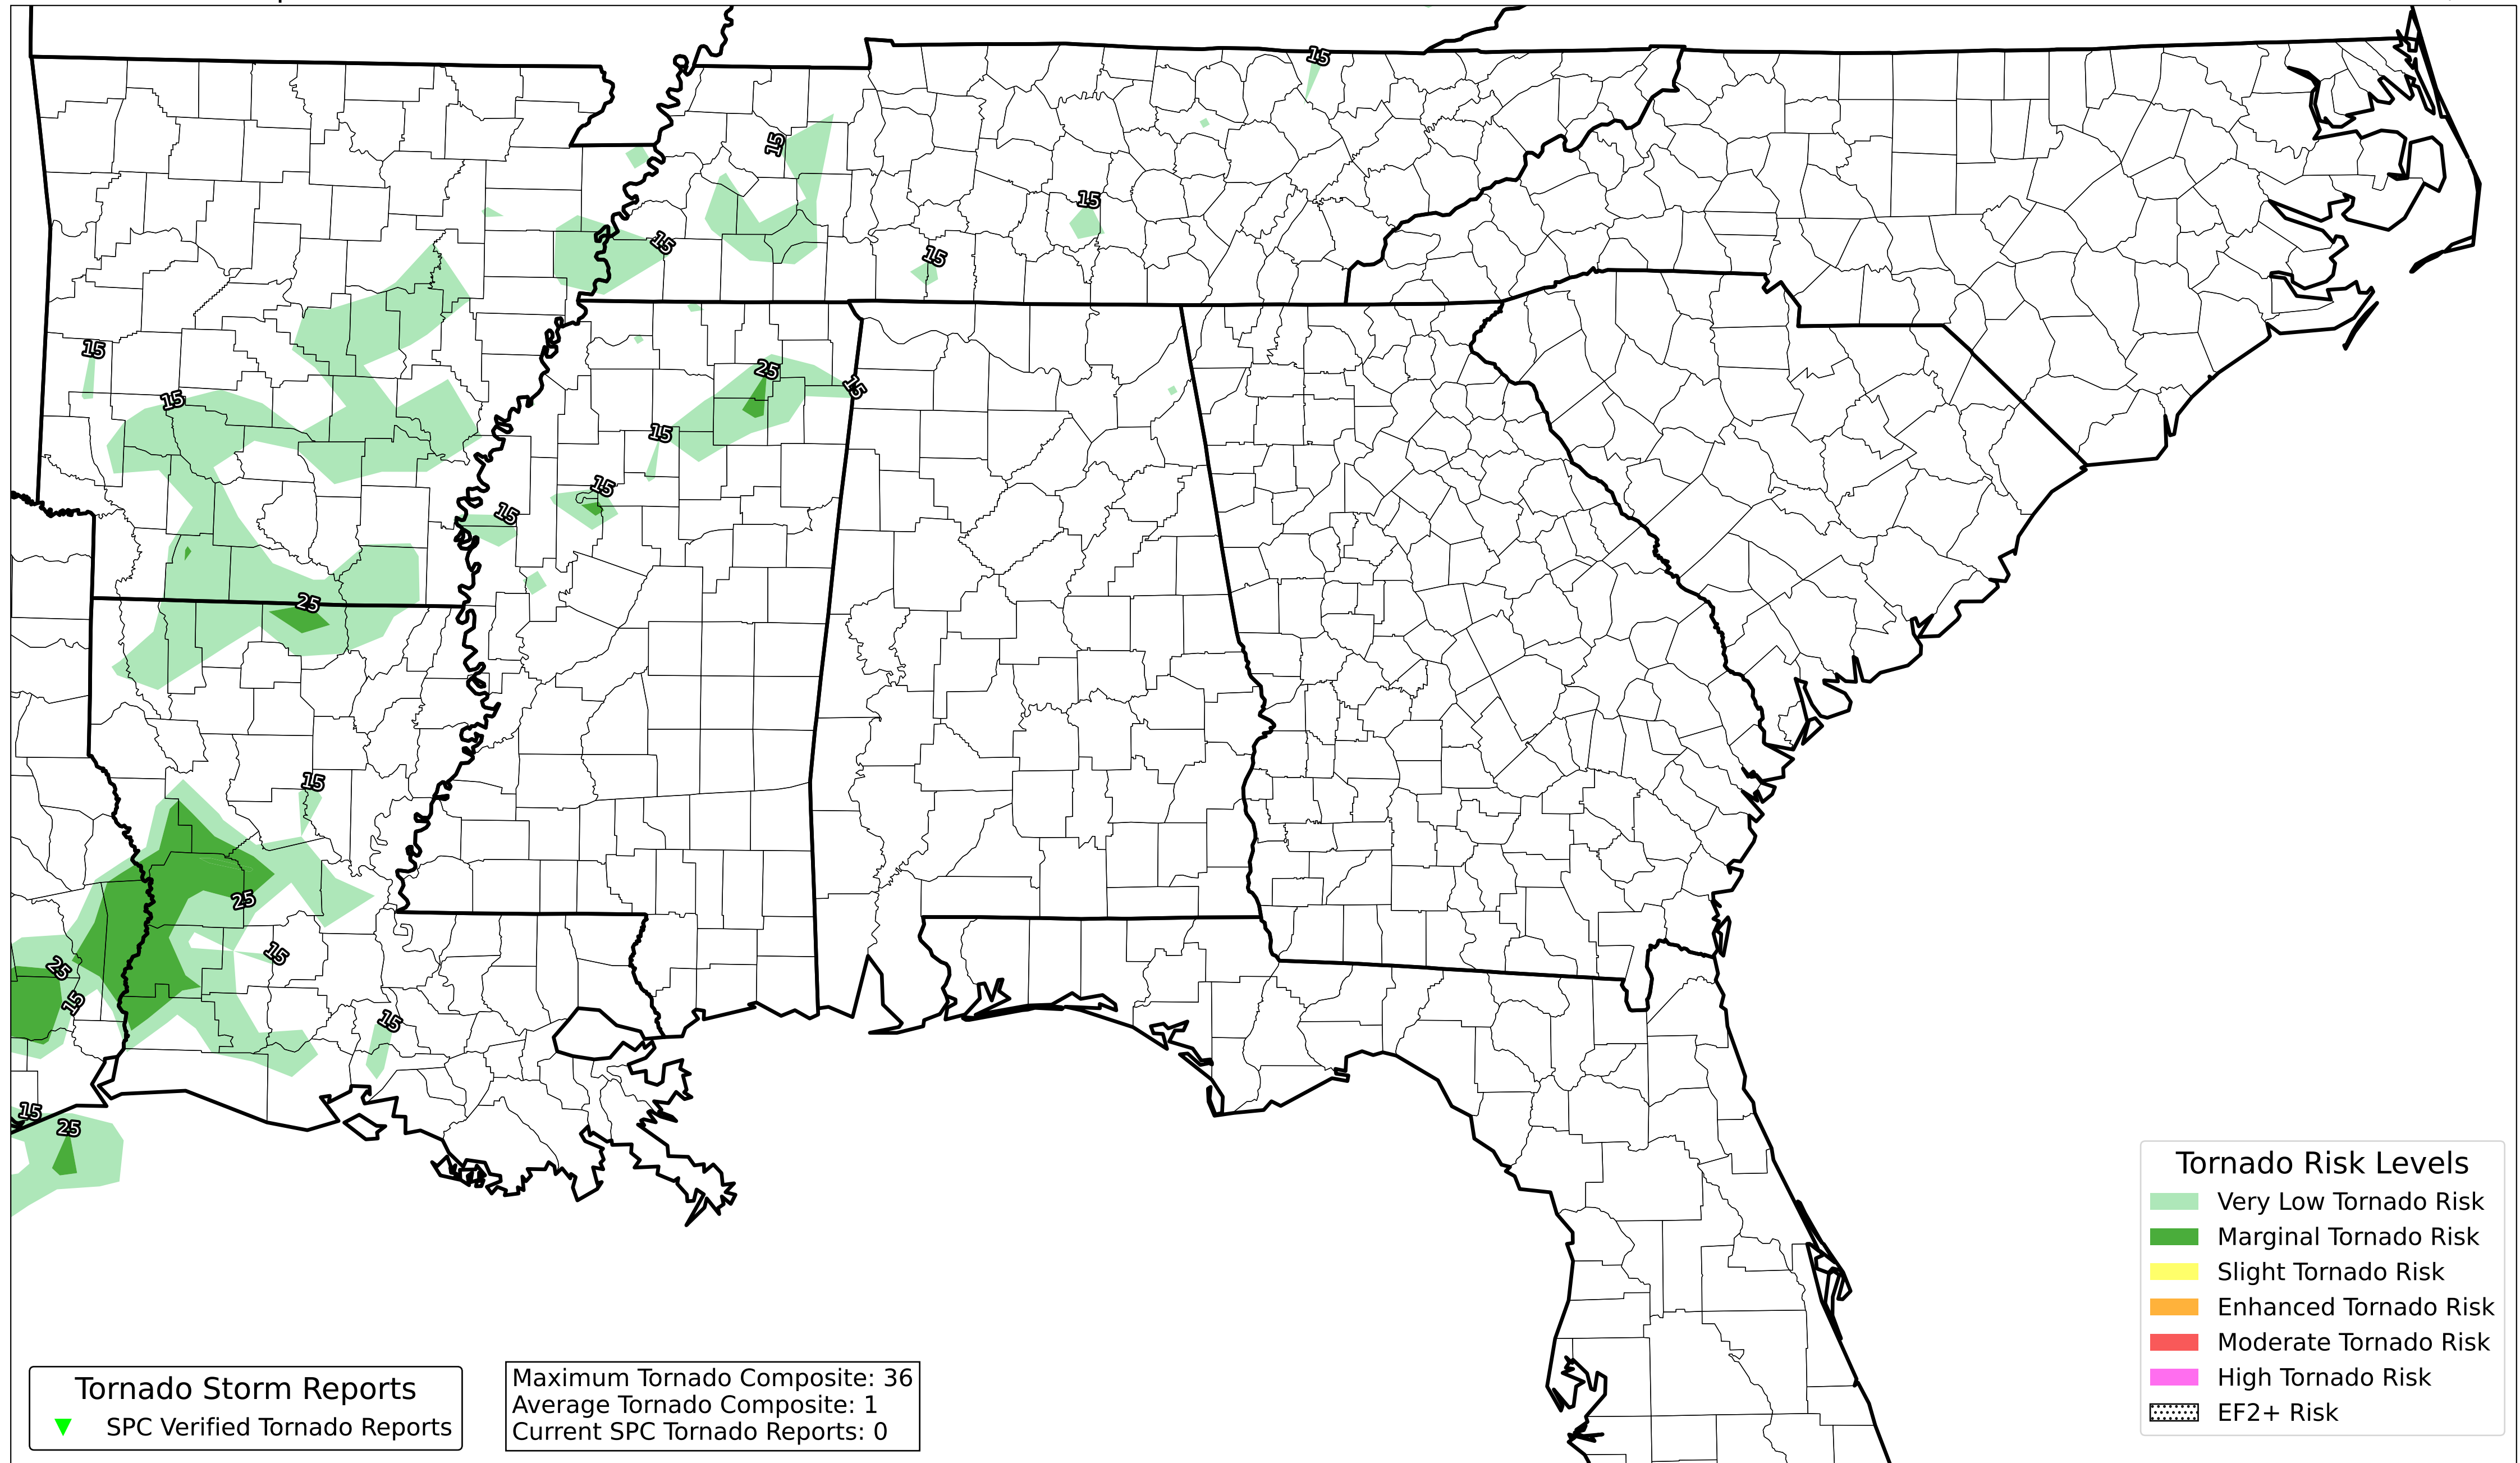 15
15
15
15
15
15
25
15
15
15
15
15
25
15
25
15
25
15
15
15
25
Tornado Risk Levels
Very Low Tornado Risk
Marginal Tornado Risk
Slight Tornado Risk
Enhanced Tornado Risk
Moderate Tornado Risk
High Tornado Risk
EF2+ Risk
Tornado Storm Reports
SPC Verified Tornado Reports
Maximum Tornado Composite: 36
Average Tornado Composite: 1
Current SPC Tornado Reports: 0